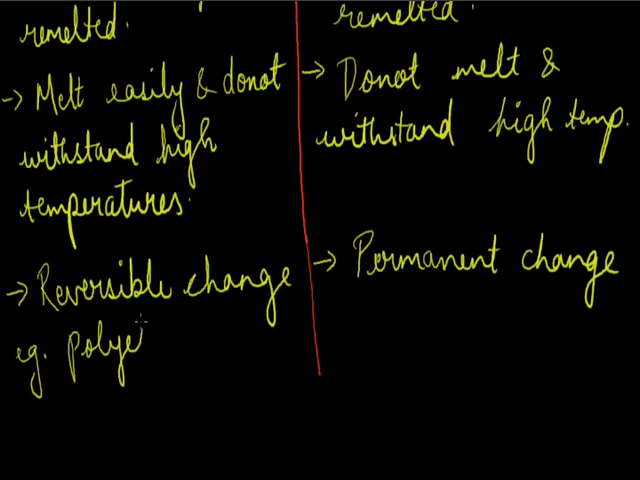 remelted.
→ Melt easily & donot
withstand high
temperatures.
→ Reversible change
eg. polye
remelted.
→ Donot melt &
withstand high temp.
→ Permanent change